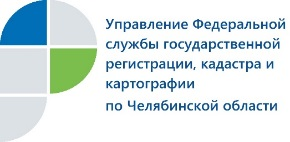 Управление Федеральной
службы государственной
регистрации, кадастра и
картографии
по Челябинской области